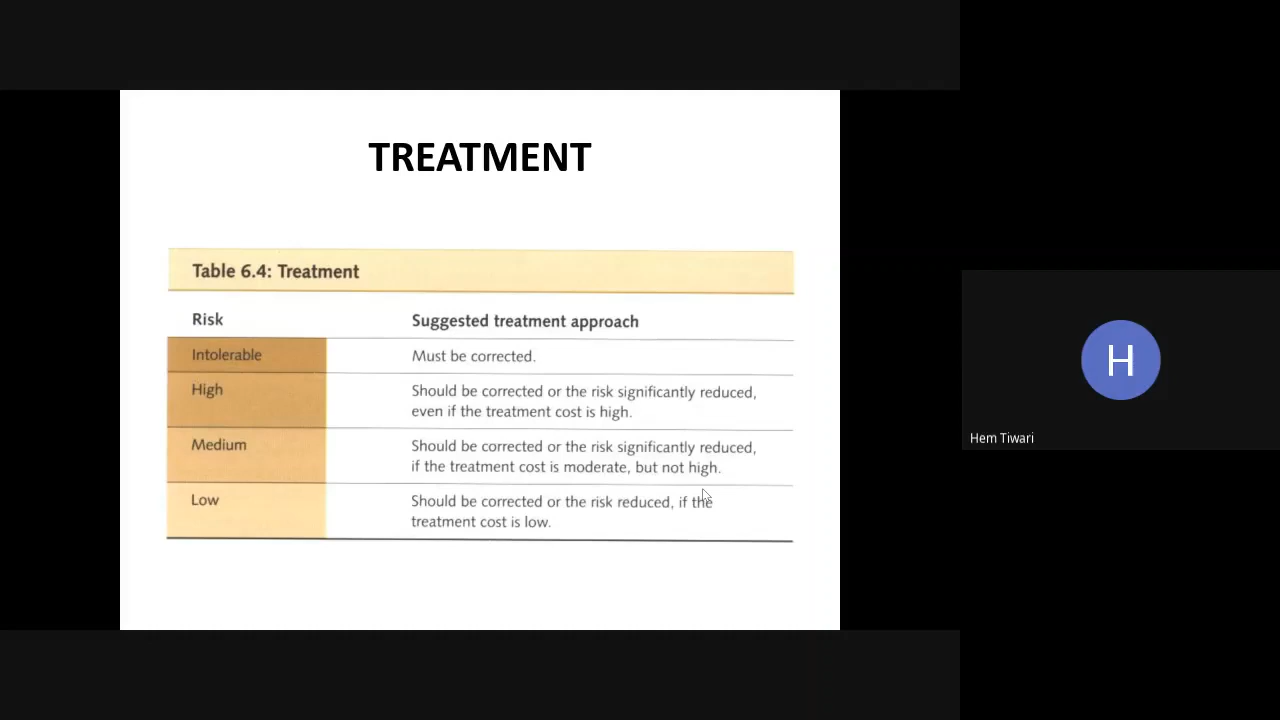 TREATMENT
Table 6.4: Treatment
Risk
Suggested treatment approach
Intolerable
Must be corrected.
High
Should be corrected or the risk significantly reduced,
even if the treatment cost is high.
Medium
Should be corrected or the risk significantly reduced,
if the treatment cost is moderate, but not high.
Low
Should be corrected or the risk reduced, if the
treatment cost is low.
H
Hem Tiwari